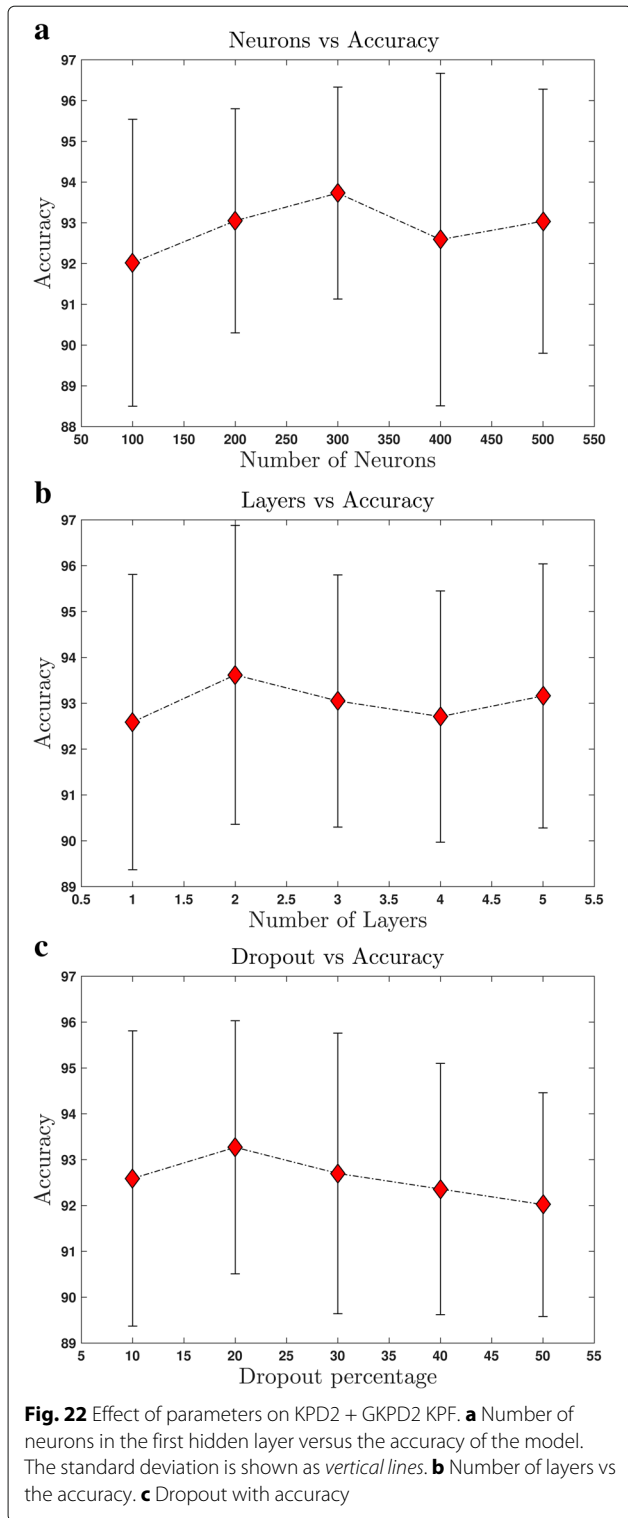 a
Neurons vs Accuracy
97
96
95
94
93
92
91
90
89
88
Accuracy
50 100 150 200 250 300 350 400 450 500 550
Number of Neurons
b
Layers vs Accuracy
97
96
95
94
93
92
91
90
89
Accuracy
0.5 1 1.5 2 2.5 3 3.5 4 4.5 5 5.5
Number of Layers
c
Dropout vs Accuracy
97
96
95
94
93
92
91
90
89
Accuracy
5 10 15 20 25 30 35 40 45 50 55
Dropout percentage
Fig. 22 Effect of parameters on KPD2 + GKPD2 KPF. a Number of
neurons in the first hidden layer versus the accuracy of the model.
The standard deviation is shown as vertical lines. b Number of layers vs
the accuracy. c Dropout with accuracy